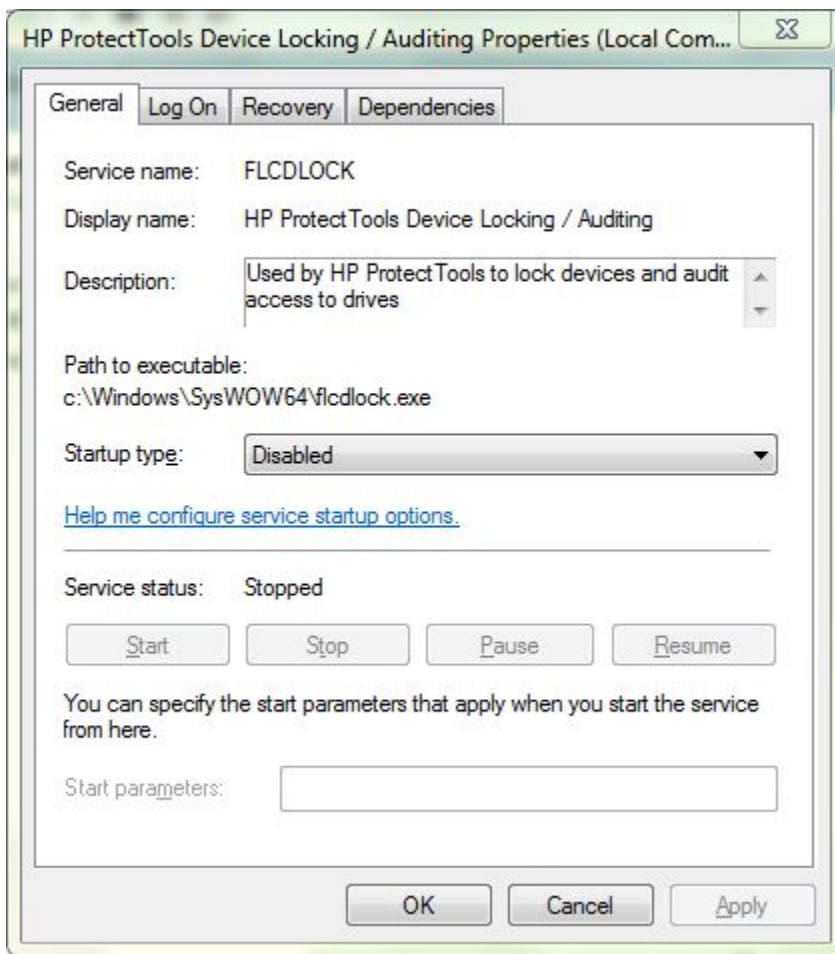 HP ProtectTools Device Locking / Auditing Properties (Local Com...
General Log On Recovery Dependencies
Service name: FLCDLOCK
Display name: HP ProtectTools Device Locking / Auditing
Description: Used by HP ProtectTools to lock devices and audit
access to drives
Path to executable:
c:\Windows\SysWOW64\flcdlock.exe
Startup type: Disabled
Help me configure service startup options.
Service status: Stopped
Start Stop Pause Resume
You can specify the start parameters that apply when you start the service
from here.
Start parameters:
OK Cancel Apply